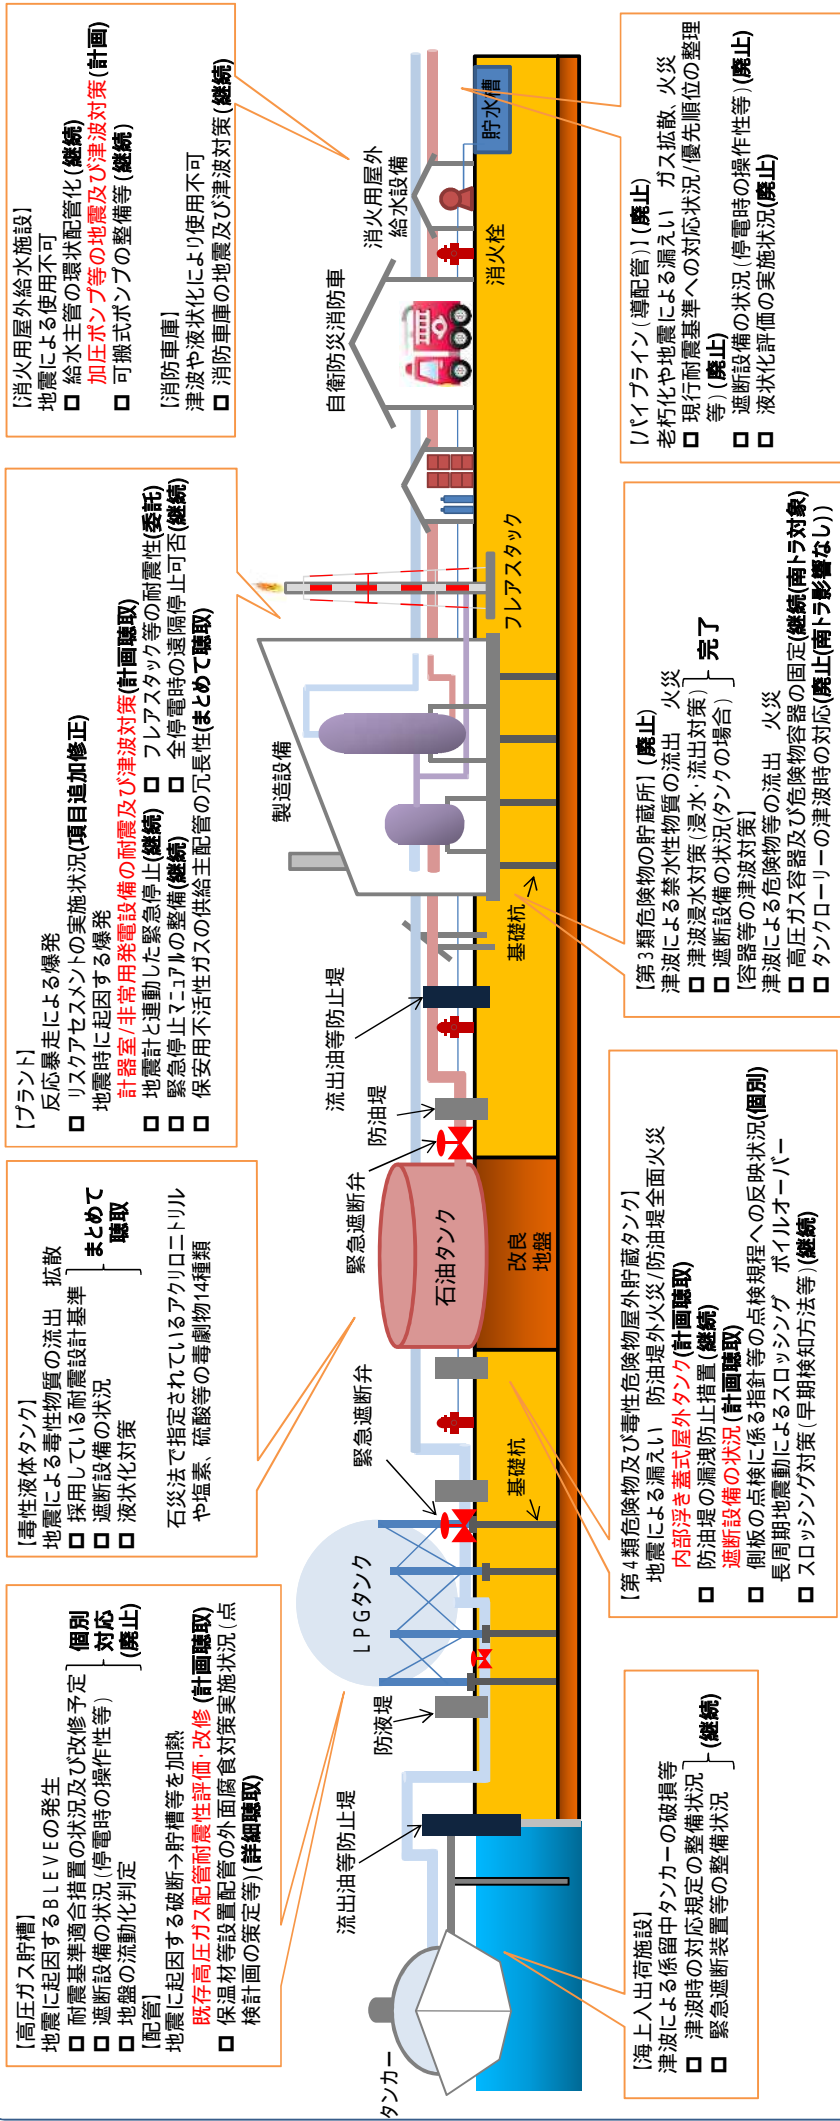 【高圧ガス貯槽】
地震に起因するBLEVEの発生
□ 耐震基準適合措置の状況及び改修予定
□ 遮断設備の状況(停電時の操作性等)
□ 地盤の流動化判定
個別
対応
(廃止)
【配管】
地震に起因する破断→貯槽等を加熱
既存高圧ガス配管耐震性評価・改修(計画聴取)
□ 保温材等設置配管の外面腐食対策実施状況(点
検計画の策定等)(詳細聴取)
【毒性液体タンク】
地震による毒性物質の流出 拡散
□ 採用している耐震設計基準
□ 遮断設備の状況
□ 液状化対策
まとめて
聴取
石災法で指定されているアクリロニトリル
や塩素、硫酸等の毒劇物14種類
【プラント】
反応暴走による爆発
□ リスクアセスメントの実施状況(項目追加修正)
地震時に起因する爆発
計器室/非常用発電設備の耐震及び津波対策(計画聴取)
□ 地震計と連動した緊急停止(継続) □ フレアスタック等の耐震性(委託)
□ 緊急停止マニュアルの整備(継続) □ 全停電時の遠隔停止可否(継続)
□ 保安用不活性ガスの供給主配管の冗長性(まとめて聴取)
【消火用屋外給水施設】
地震による使用不可
□ 給水主管の環状配管化(継続)
加圧ポンプ等の地震及び津波対策(計画)
□ 可搬式ポンプの整備等(継続)
【消防車庫】
津波や液状化により使用不可
□ 消防車庫の地震及び津波対策(継続)
タンカー
流出油等防止堤
防液堤
LPGタンク
緊急遮断弁
基礎杭
石油タンク
改良
地盤
緊急遮断弁
防油堤
流出油等防止堤
基礎杭
製造設備
フレアスタック
自衛防災消防車
消火栓
消火用屋外
給水設備
貯水槽
【海上入出荷施設】
津波による係留中タンカーの破損等
□ 津波時の対応規定の整備状況
□ 緊急遮断装置等の整備状況
(継続)
【第4類危険物及び毒性危険物屋外貯蔵タンク】
地震による漏えい 防油堤外火災/防油堤全面火災
内部浮き蓋式屋外タンク(計画聴取)
□ 防油堤の漏洩防止措置(継続)
遮断設備の状況(計画聴取)
□ 側板の点検に係る指針等の点検規程への反映状況(個別)
長周期地震動によるスロッシング ボイルオーバー
□ スロッシング対策(早期検知方法等)(継続)
【第3類危険物の貯蔵所】(廃止)
津波による禁水性物質の流出 火災
□ 津波浸水対策(浸水・流出対策)
□ 遮断設備の状況(タンクの場合)
完了
【容器等の津波対策】
津波による危険物等の流出 火災
□ 高圧ガス容器及び危険物容器の固定(継続(南トラ対象)
□ タンクローリーの津波時の対応(廃止(南トラ影響なし))
【パイプライン(導配管)】(廃止)
老朽化や地震による漏えい ガス拡散、火災
□ 現行耐震基準への対応状況/優先順位の整理
等)(廃止)
□ 遮断設備の状況(停電時の操作性等)(廃止)
□ 液状化評価の実施状況(廃止)